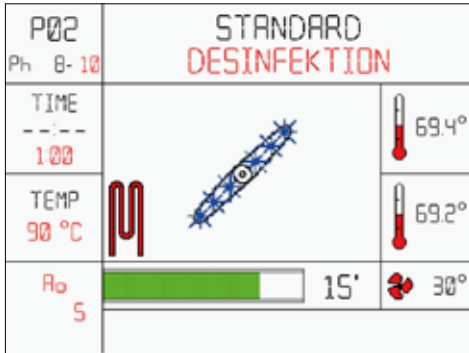 P02
Ph 8-10
STANDARD
DESINFEKTION
TIME
--:--
1:00
TEMP
90 °C
69.4°
69.2°
A0
5
15'
30°